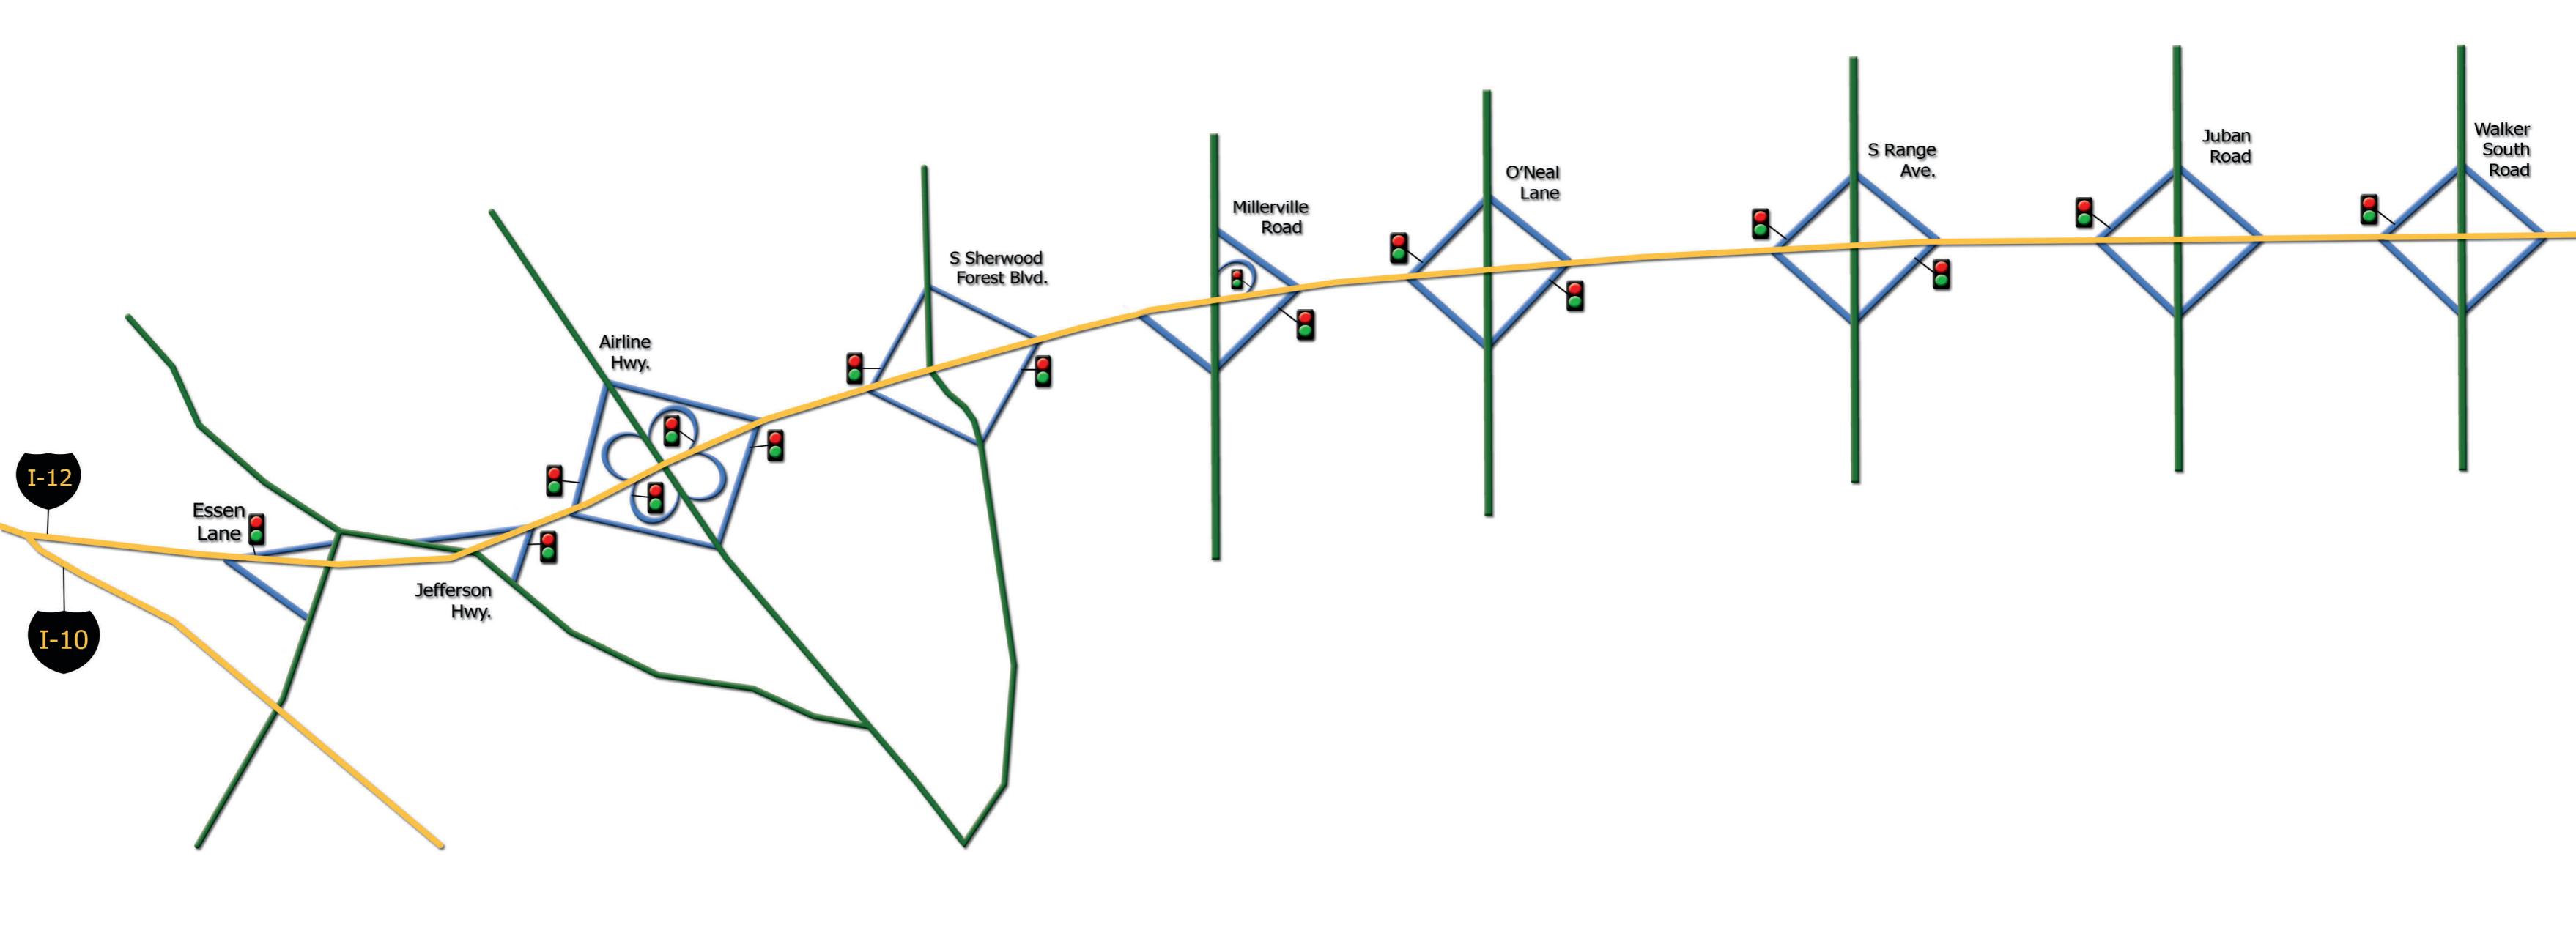 I-12
I-10
Essen
Lane
Jefferson
Hwy.
Airline
Hwy.
S Sherwood
Forest Blvd.
Millerville
Road
O'Neal
Lane
S Range
Ave.
Juban
Road
Walker
South
Road